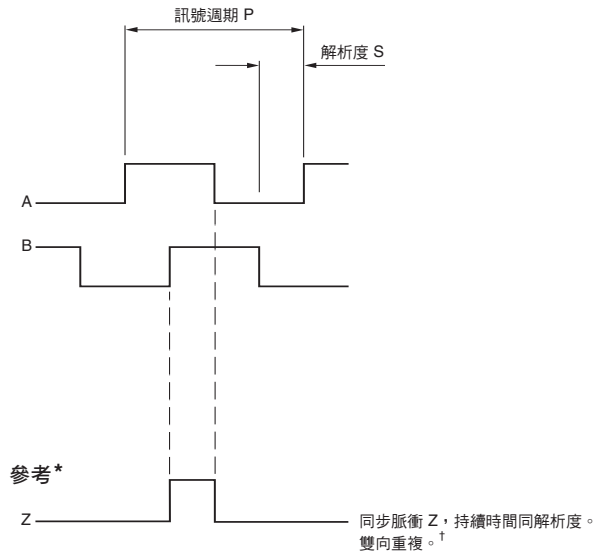 訊號週期 P
解析度 S
A
B
參考*
Z
同步脈衝 Z，持續時間同解析度。
雙向重複。†